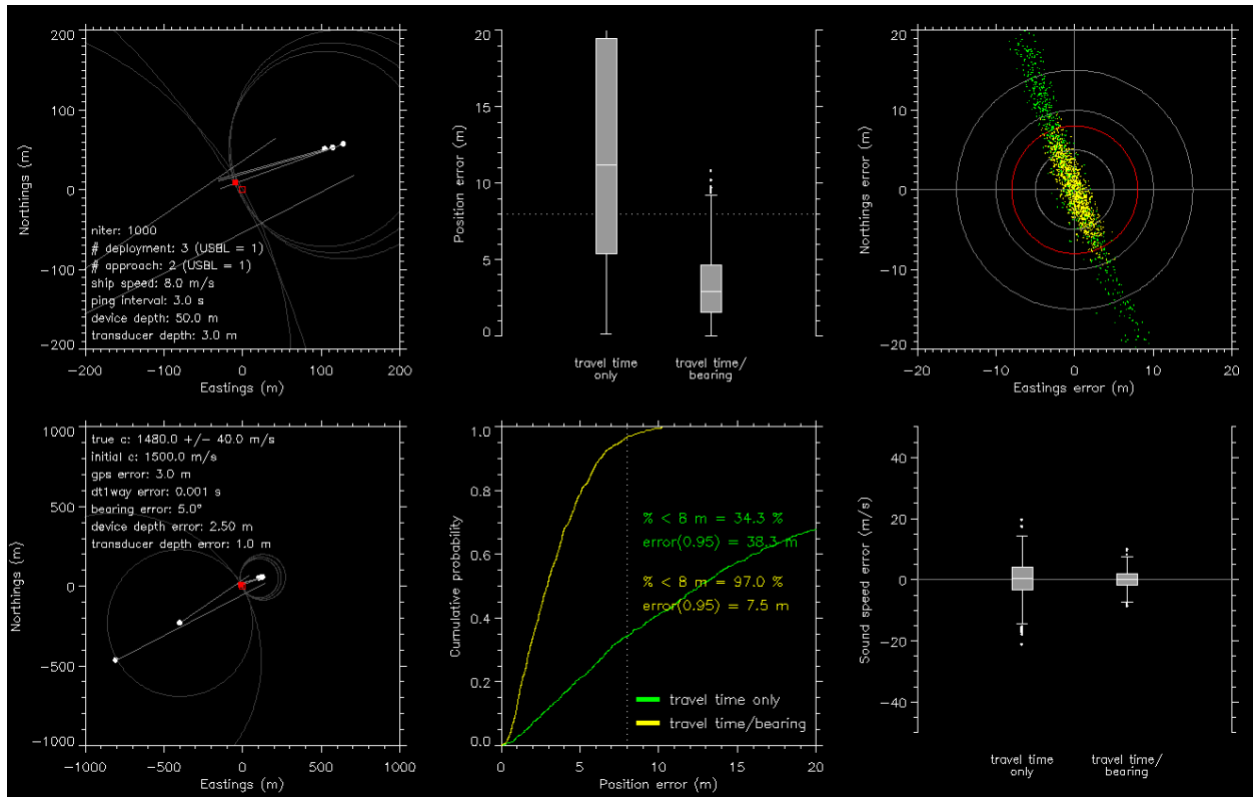 200
100
0
-100
-200
Northings (m)
niter: 1000
# deployment: 3 (USBL = 1)
# approach: 2 (USBL = 1)
ship speed: 8.0 m/s
ping interval: 3.0 s
device depth: 50.0 m
transducer depth: 3.0 m
-200 -100 0 100 200
Eastings (m)
20
15
10
5
0
Position error (m)
travel time
only
travel time/
bearing
20
10
0
-10
-20
Northings error (m)
-20 -10 0 10 20
Eastings error (m)
1000
500
0
-500
-1000
Northings (m)
true c: 1480.0 +/- 40.0 m/s
initial c: 1500.0 m/s
gps error: 3.0 m
dt1way error: 0.001 s
bearing error: 5.0°
device depth error: 2.50 m
transducer depth error: 1.0 m
-1000 -500 0 500 1000
Eastings (m)
1.0
0.8
0.6
0.4
0.2
0.0
Cumulative probability
% < 8 m = 34.3 %
error(0.95) = 38.3 m
% < 8 m = 97.0 %
error(0.95) = 7.5 m
travel time only
travel time/bearing
0 5 10 15 20
Position error (m)
40
20
0
-20
-40
Sound speed error (m/s)
travel time
only
travel time/
bearing